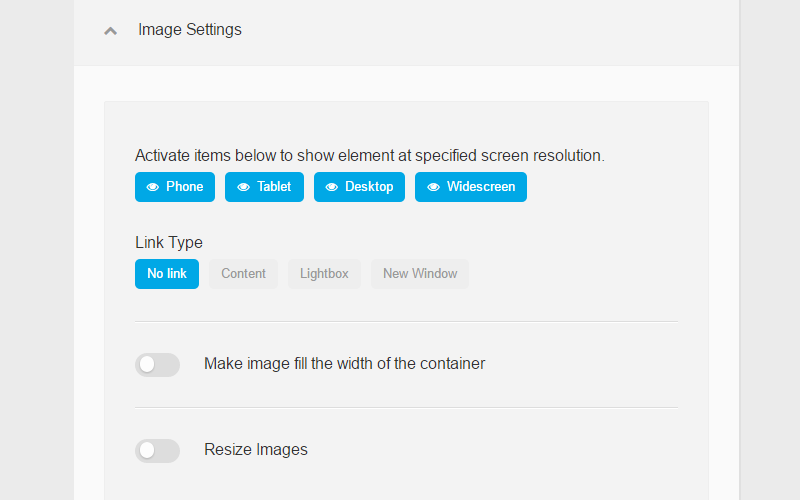 Image Settings
Activate items below to show element at specified screen resolution.
Phone Tablet Desktop Widescreen
Link Type
No link Content Lightbox New Window
Make image fill the width of the container
Resize Images